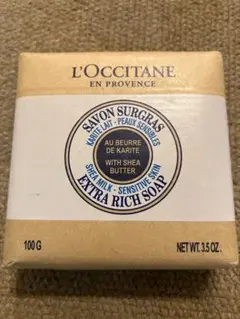 L'OCCITANE
EN PROVENCE
SAVON SURGRAS
KARITE LAIT - PEAUX SENSIBLES
AU BEURRE
DE KARITE
WITH SHEA
BUTTER
SHEA MILK - SENSITIVE SKIN
EXTRA RICH SOAP
100 G
NET WT. 3.5 OZ.